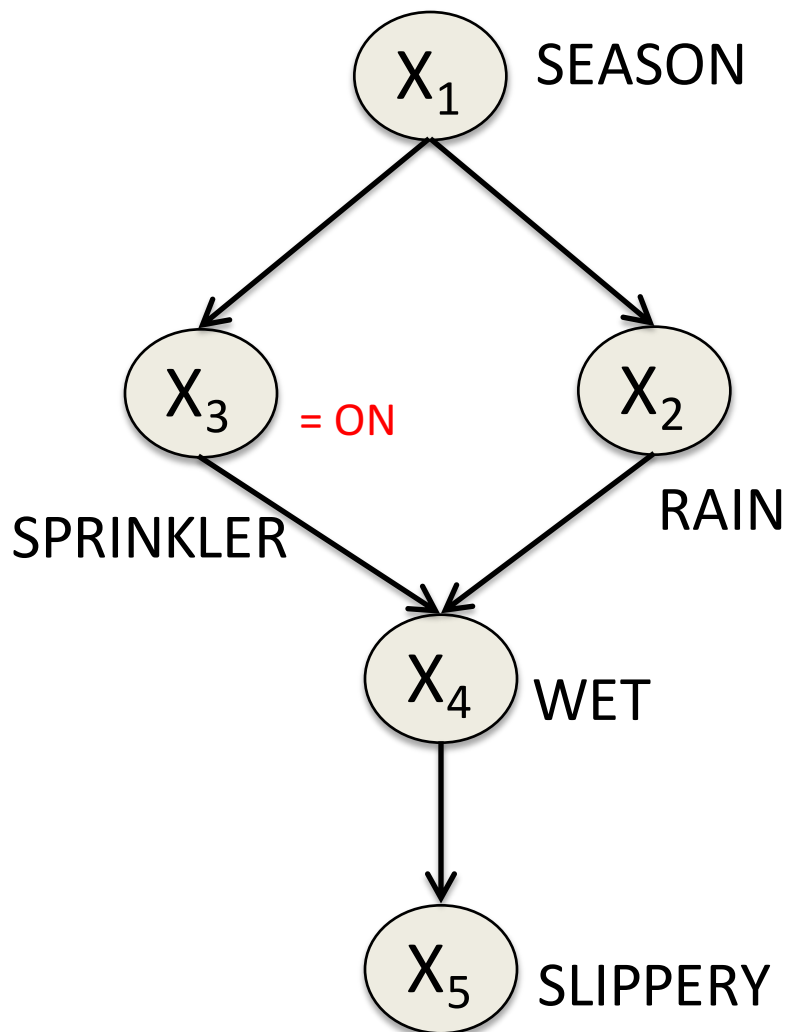 X₁ SEASON
X₃ = ON X₂
SPRINKLER RAIN
X₄ WET
X₅ SLIPPERY